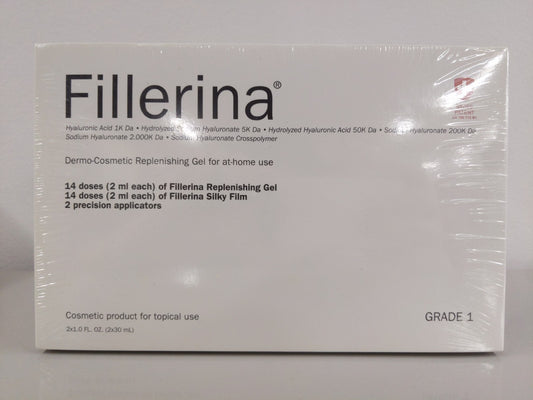 Fillerina®
Hyaluronic Acid 1K Da • Hydrolyzed Sodium Hyaluronate 5K Da • Hydrolyzed Hyaluronic Acid 50K Da • Sodium Hyaluronate 200K Da
Sodium Hyaluronate 2,000K Da • Sodium Hyaluronate Crosspolymer
Dermo-Cosmetic Replenishing Gel for at-home use
14 doses (2 ml each) of Fillerina Replenishing Gel
14 doses (2 ml each) of Fillerina Silky Film
2 precision applicators
Cosmetic product for topical use
2x1.0 FL. OZ. (2x30 mL)
GRADE 1